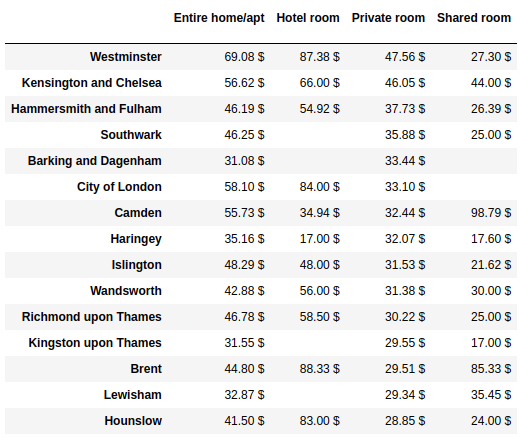 Entire home/apt Hotel room Private room Shared room
Westminster 69.08 $ 87.38 $ 47.56 $ 27.30 $
Kensington and Chelsea 56.62 $ 66.00 $ 46.05 $ 44.00 $
Hammersmith and Fulham 46.19 $ 54.92 $ 37.73 $ 26.39 $
Southwark 46.25 $ 35.88 $ 25.00 $
Barking and Dagenham 31.08 $ 33.44 $
City of London 58.10 $ 84.00 $ 33.10 $
Camden 55.73 $ 34.94 $ 32.44 $ 98.79 $
Haringey 35.16 $ 17.00 $ 32.07 $ 17.60 $
Islington 48.29 $ 48.00 $ 31.53 $ 21.62 $
Wandsworth 42.88 $ 56.00 $ 31.38 $ 30.00 $
Richmond upon Thames 46.78 $ 58.50 $ 30.22 $ 25.00 $
Kingston upon Thames 31.55 $ 29.55 $ 17.00 $
Brent 44.80 $ 88.33 $ 29.51 $ 85.33 $
Lewisham 32.87 $ 29.34 $ 35.45 $
Hounslow 41.50 $ 83.00 $ 28.85 $ 24.00 $